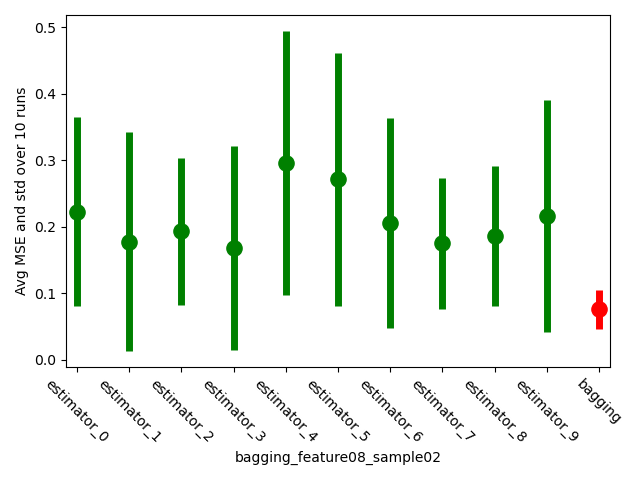 Avg MSE and std over 10 runs
0.5
0.4
0.3
0.2
0.1
0.0
estimator_0
estimator_1
estimator_2
estimator_3
estimator_4
estimator_5
estimator_6
estimator_7
estimator_8
estimator_9
bagging
bagging_feature08_sample02